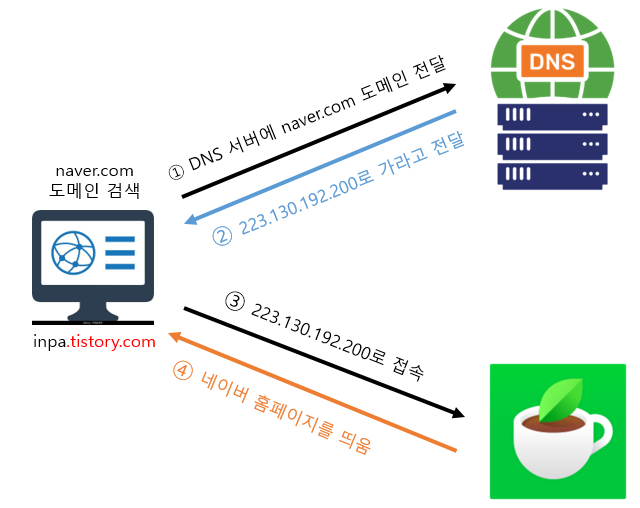 DNS
① DNS 서버에 naver.com 도메인 전달
② 223.130.192.200로 가라고 전달
naver.com
도메인 검색
inpa.tistory.com
③ 223.130.192.200로 접속
④ 네이버 홈페이지를 띄움